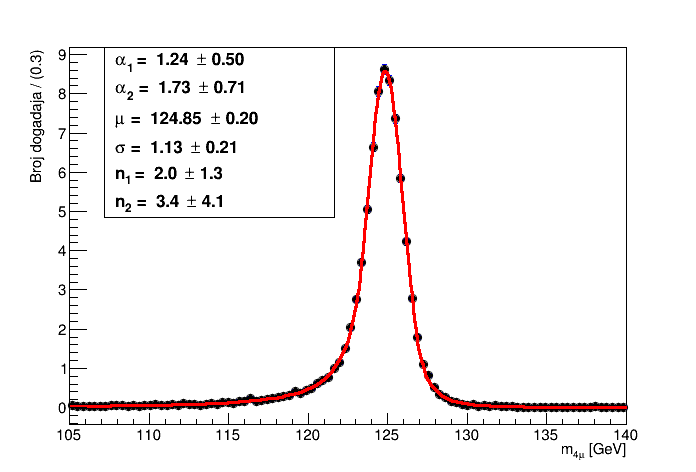 Broj dogadaja / (0.3)
9
8
7
6
5
4
3
2
1
0
α₁ = 1.24 ± 0.50
α₂ = 1.73 ± 0.71
μ = 124.85 ± 0.20
σ = 1.13 ± 0.21
n₁ = 2.0 ± 1.3
n₂ = 3.4 ± 4.1
105 110 115 120 125 130 135 140
m₄μ [GeV]